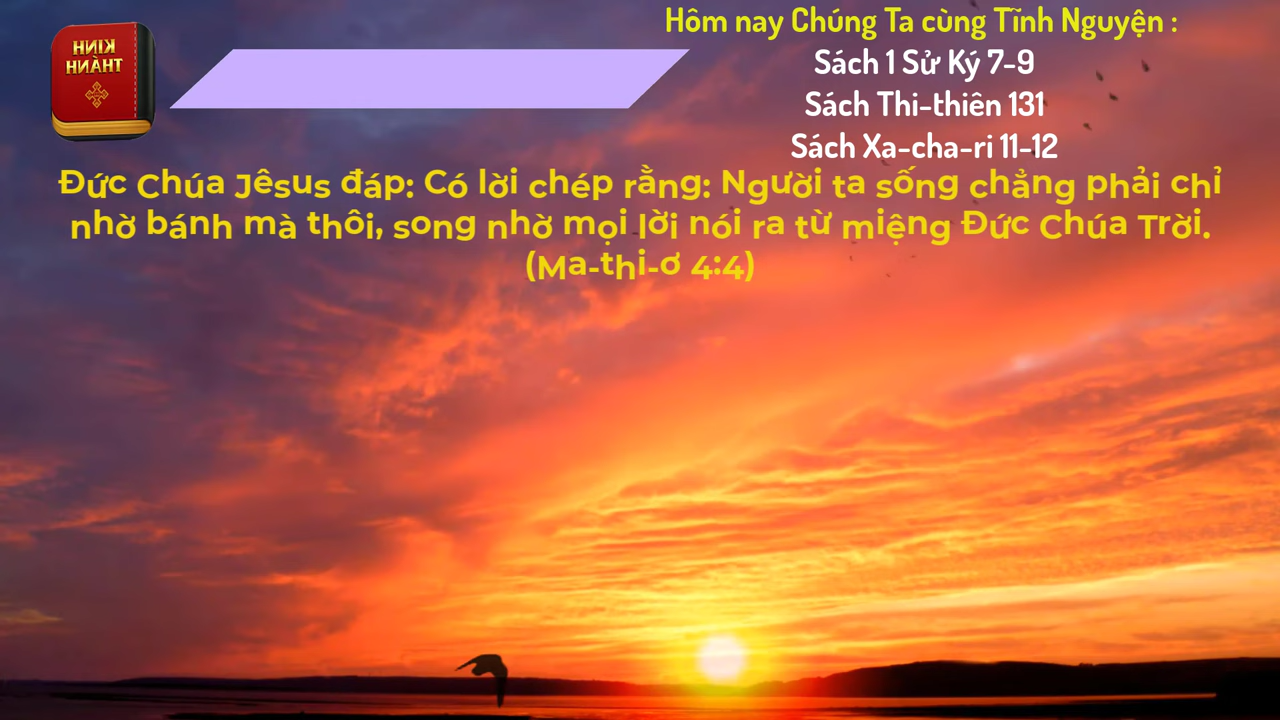 KINH
THÁNH
Hôm nay Chúng Ta cùng Tĩnh Nguyện :
Sách 1 Sử Ký 7-9
Sách Thi-thiên 131
Sách Xa-cha-ri 11-12
Đức Chúa Jêsus đáp: Có lời chép rằng: Người ta sống chẳng phải chỉ
nhờ bánh mà thôi, song nhờ mọi lời nói ra từ miệng Đức Chúa Trời.
(Ma-thi-ơ 4:4)